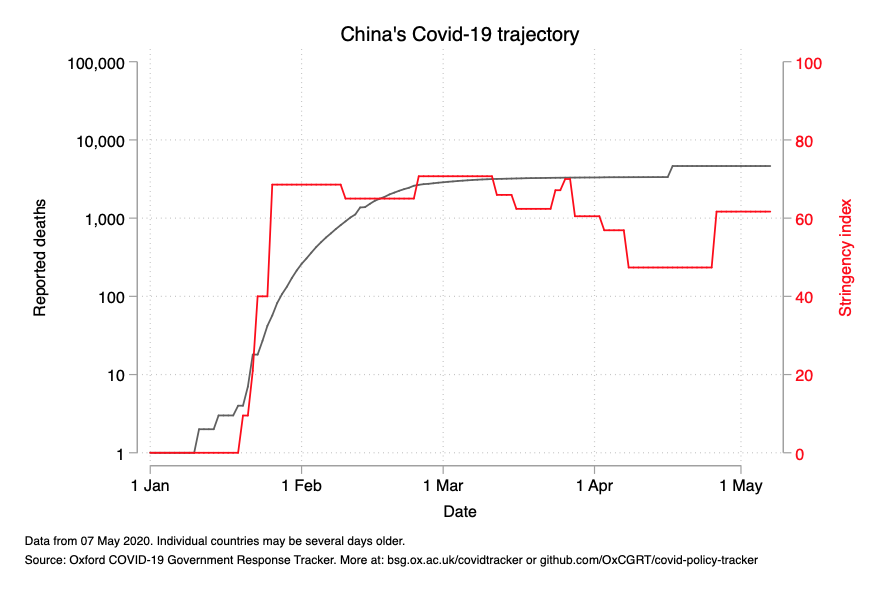 China's Covid-19 trajectory
100,000
10,000
1,000
100
10
1
Reported deaths
100
80
60
40
20
0
Stringency index
1 Jan
1 Feb
1 Mar
1 Apr
1 May
Date
Data from 07 May 2020. Individual countries may be several days older.
Source: Oxford COVID-19 Government Response Tracker. More at: bsg.ox.ac.uk/covidtracker or github.com/OxCGRT/covid-policy-tracker